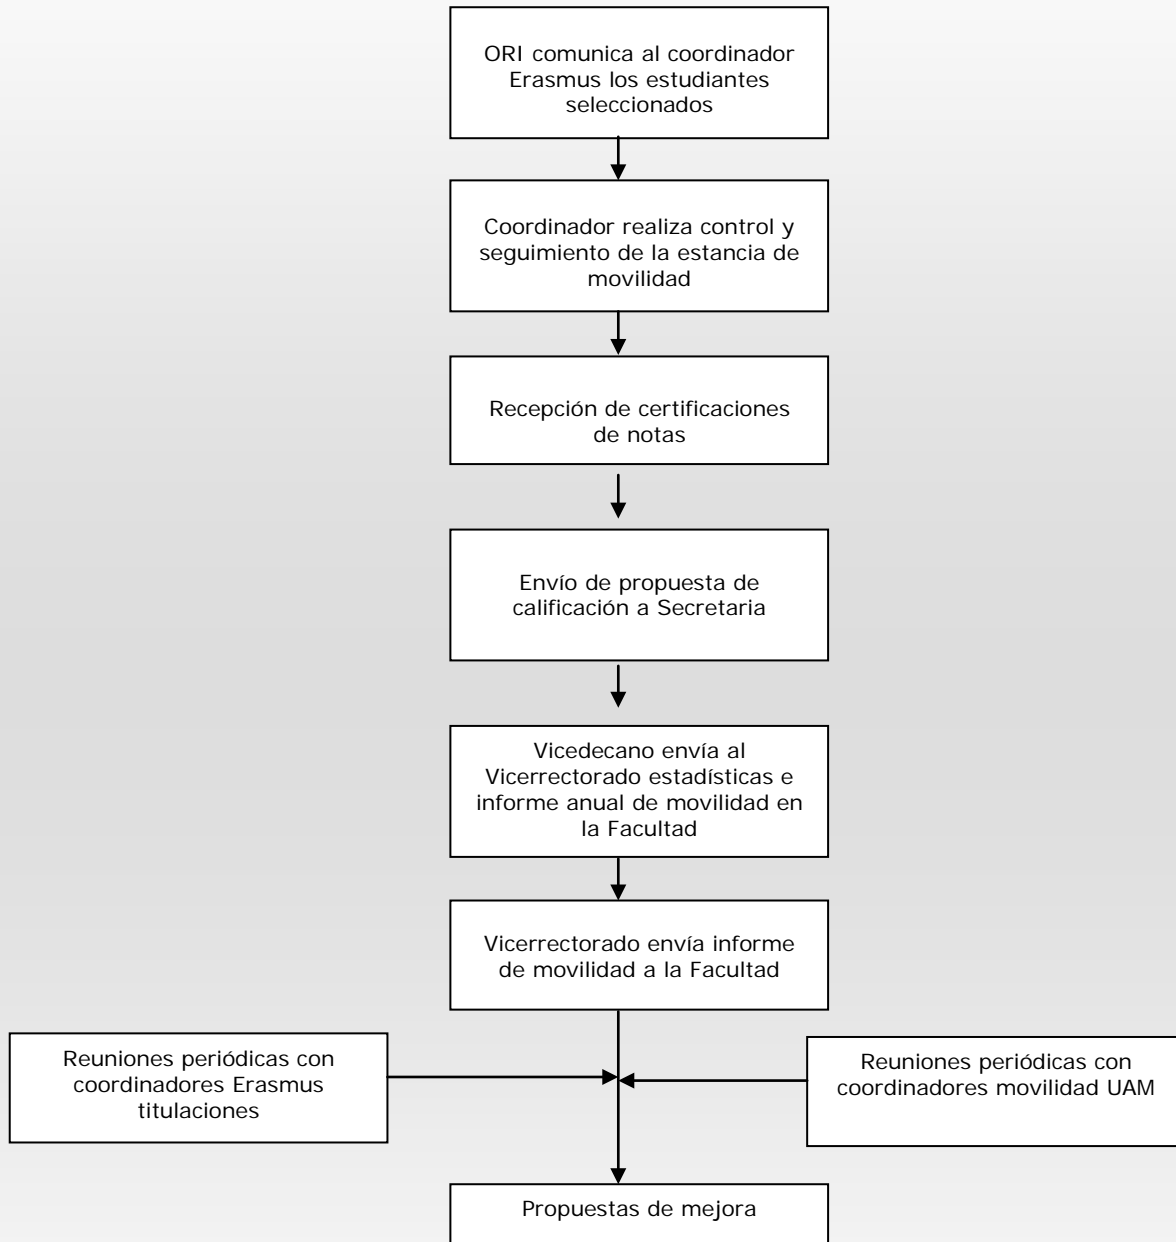 ORI comunica al coordinador
Erasmus los estudiantes
seleccionados
Coordinador realiza control y
seguimiento de la estancia de
movilidad
Recepción de certificaciones
de notas
Envío de propuesta de
calificación a Secretaria
Vicedecano envía al
Vicerrectorado estadísticas e
informe anual de movilidad en
la Facultad
Vicerrectorado envía informe
de movilidad a la Facultad
Reuniones periódicas con
coordinadores Erasmus
titulaciones
Reuniones periódicas con
coordinadores movilidad UAM
Propuestas de mejora